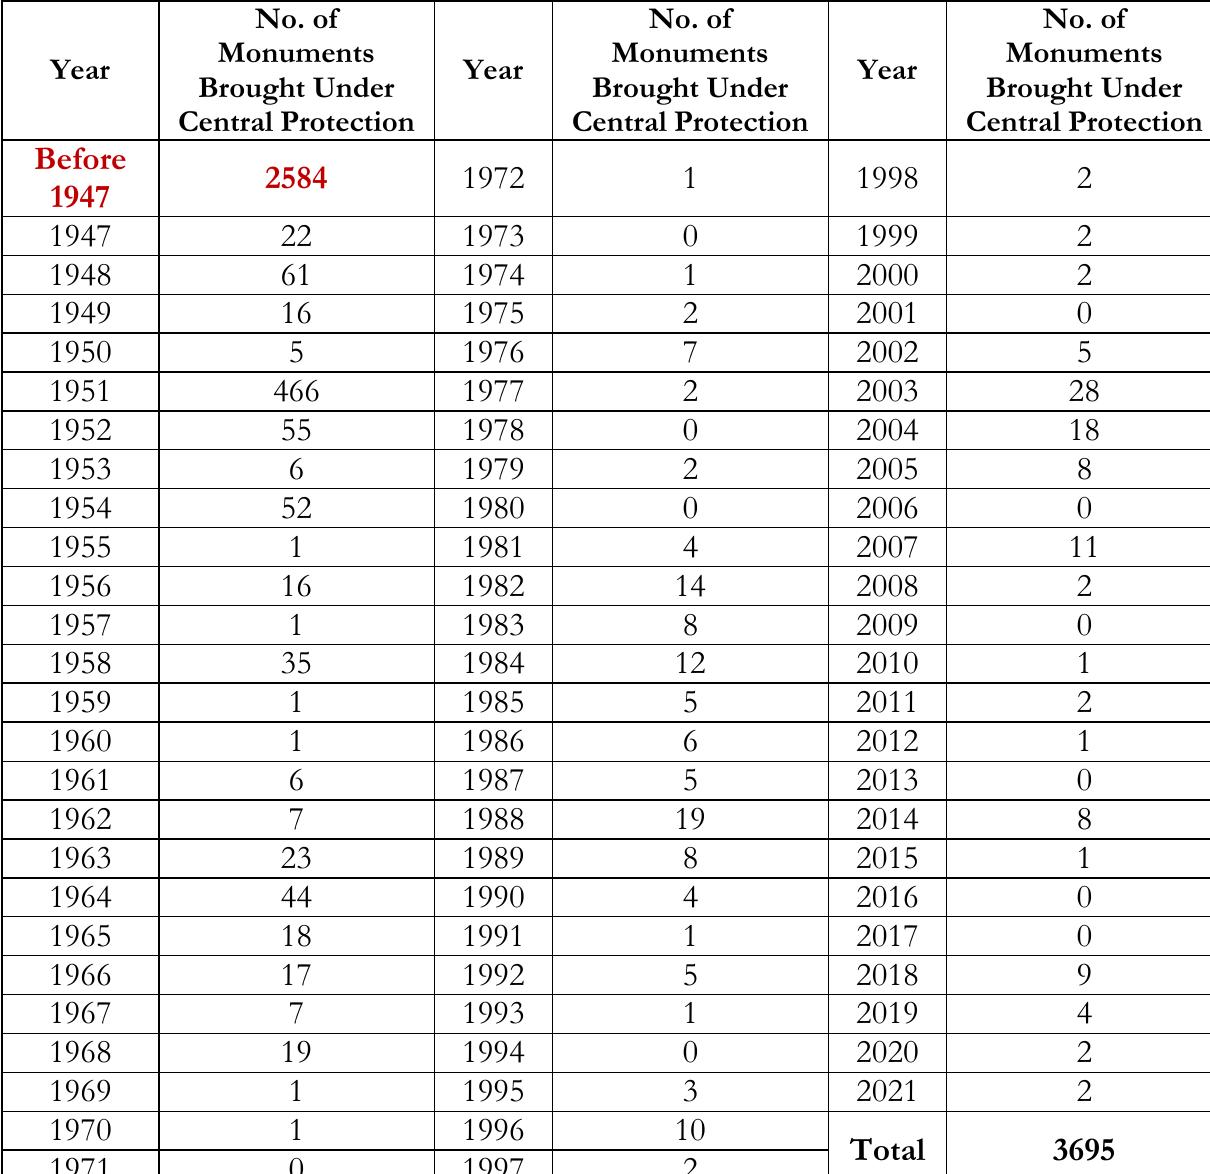 Year No. of Monuments Brought Under Central Protection Year No. of Monuments Brought Under Central Protection Year No. of Monuments Brought Under Central Protection
Before 1947 2584 1972 1 1998 2
1947 22 1973 0 1999 2
1948 61 1974 1 2000 2
1949 16 1975 2 2001 0
1950 5 1976 7 2002 5
1951 466 1977 2 2003 28
1952 55 1978 0 2004 18
1953 6 1979 2 2005 8
1954 52 1980 0 2006 0
1955 1 1981 4 2007 11
1956 16 1982 14 2008 2
1957 1 1983 8 2009 0
1958 35 1984 12 2010 1
1959 1 1985 5 2011 2
1960 1 1986 6 2012 1
1961 6 1987 5 2013 0
1962 7 1988 19 2014 8
1963 23 1989 8 2015 1
1964 44 1990 4 2016 0
1965 18 1991 1 2017 0
1966 17 1992 5 2018 9
1967 7 1993 1 2019 4
1968 19 1994 0 2020 2
1969 1 1995 3 2021 2
1970 1 1996 10 Total 3695
1971 0 1997 2